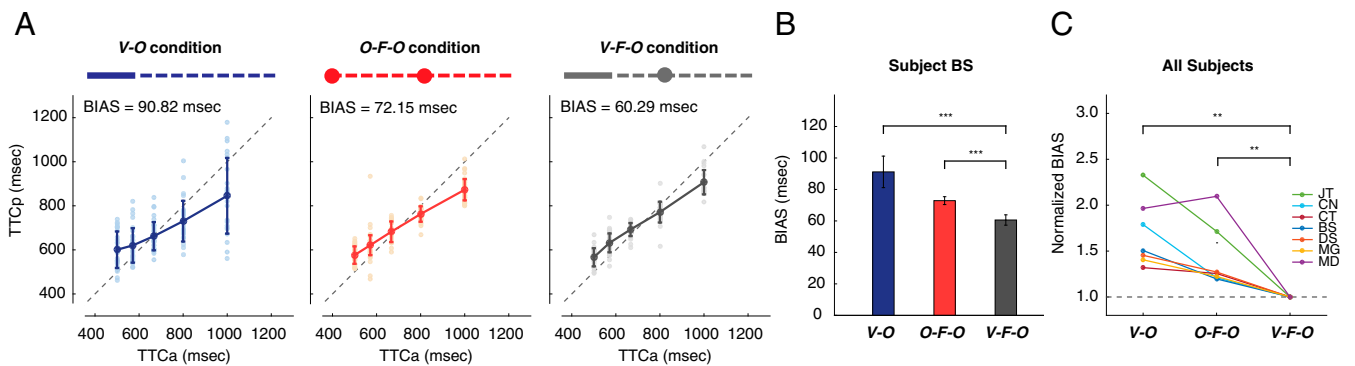 A
V-O condition
BIAS = 90.82 msec
TTCp (msec)
1200
1000
800
600
400
400 600 800 1000 1200
TTCa (msec)
O-F-O condition
BIAS = 72.15 msec
400 600 800 1000 1200
TTCa (msec)
V-F-O condition
BIAS = 60.29 msec
400 600 800 1000 1200
TTCa (msec)
B
Subject BS
BIAS (msec)
120
100
80
60
40
20
0
***
***
V-O O-F-O V-F-O
C
All Subjects
Normalized BIAS
3.0
2.5
2.0
1.5
1.0
**
**
JT
CN
CT
BS
DS
MG
MD
V-O O-F-O V-F-O